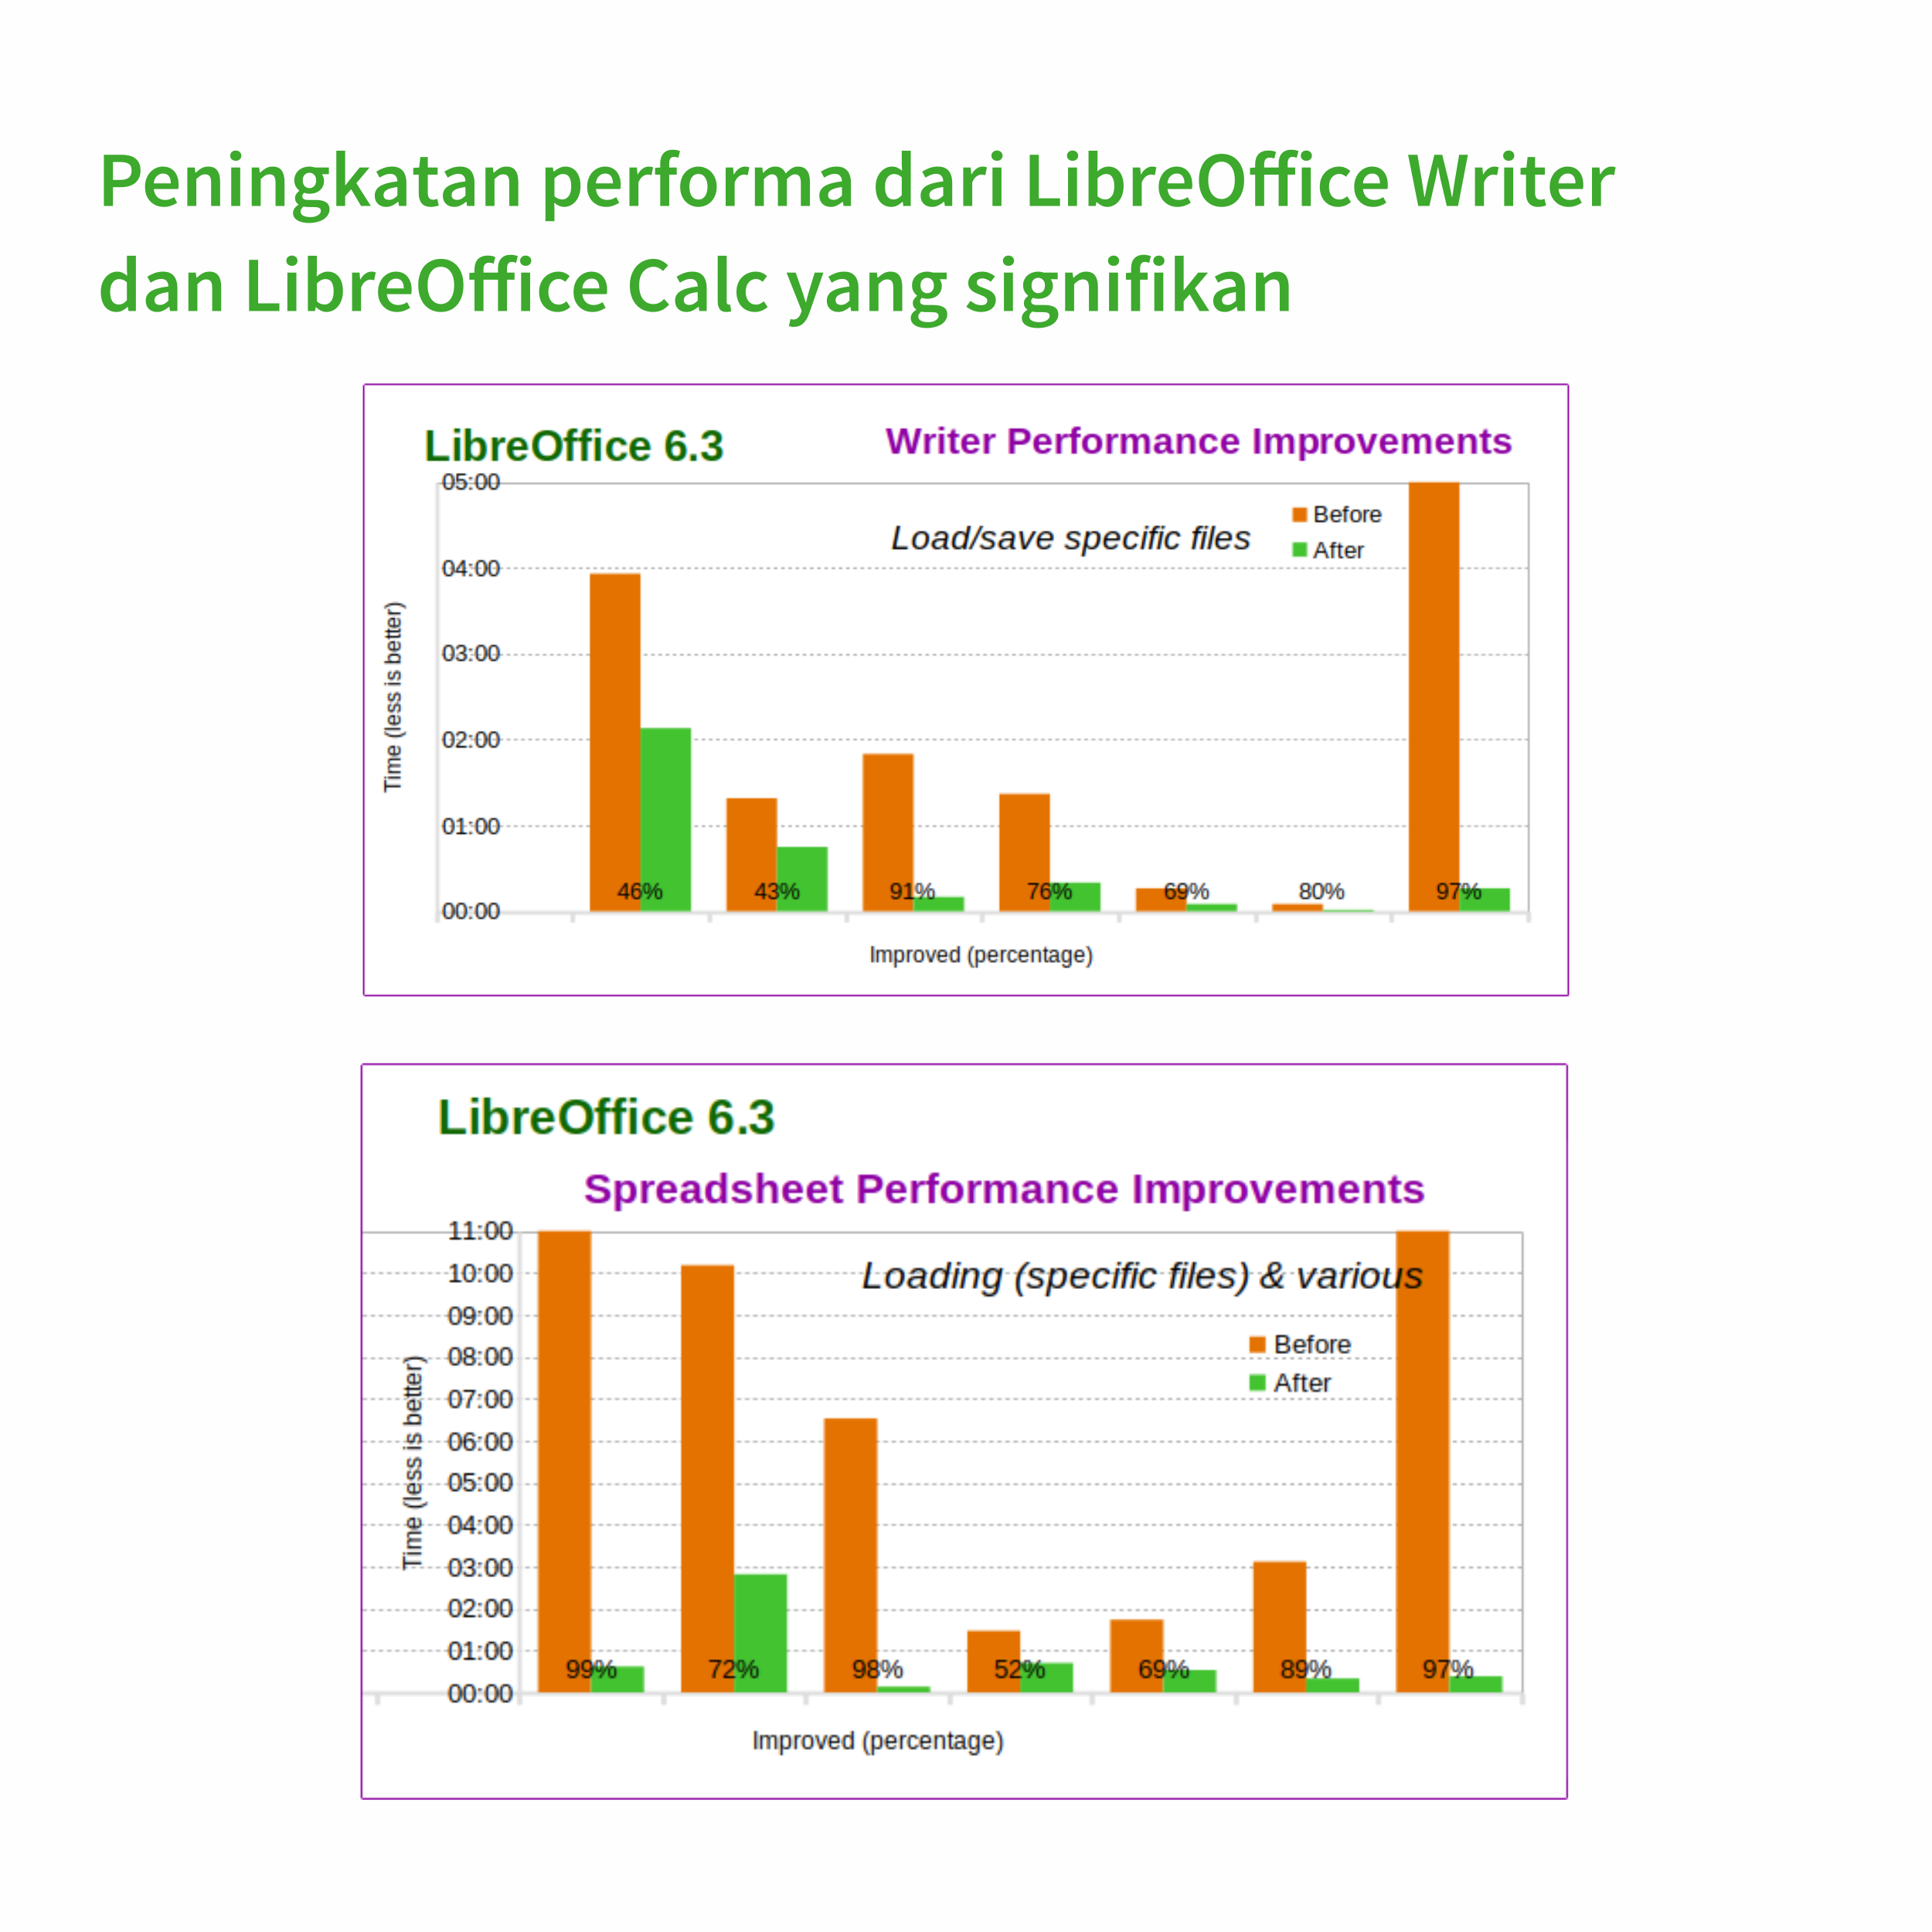 Peningkatan performa dari LibreOffice Writer
dan LibreOffice Calc yang signifikan
LibreOffice 6.3
Writer Performance Improvements
05:00
Before
Load/save specific files
After
04:00
03:00
Time (less is better)
02:00
01:00
46% 43% 91% 76% 69% 80% 97%
00:00
Improved (percentage)
LibreOffice 6.3
Spreadsheet Performance Improvements
11:00
10:00
Loading (specific files) & various
09:00
Before
08:00
After
07:00
06:00
Time (less is better)
05:00
04:00
03:00
02:00
01:00
99% 72% 98% 52% 69% 89% 97%
00:00
Improved (percentage)